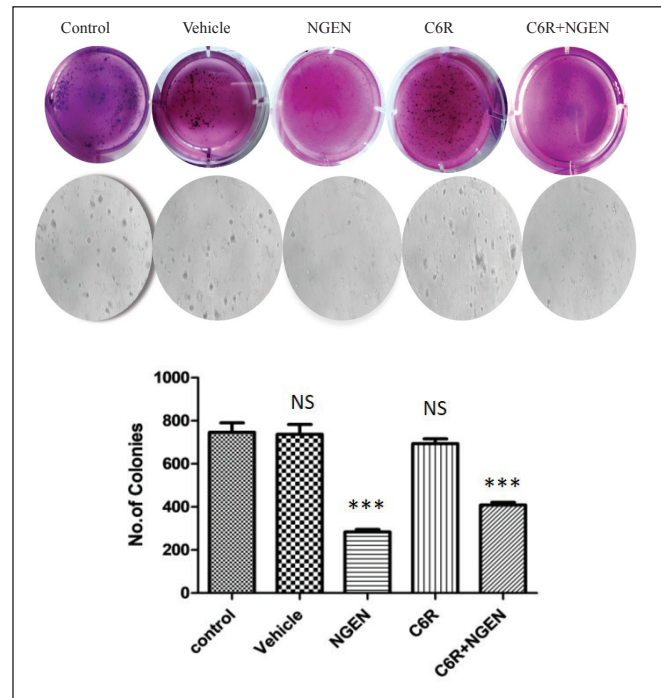 Control Vehicle NGEN C6R C6R+NGEN
1000
800
600
400
200
0
No.of Colonies
NS
***
NS
***
control
Vehicle
NGEN
C6R
C6R+NGEN